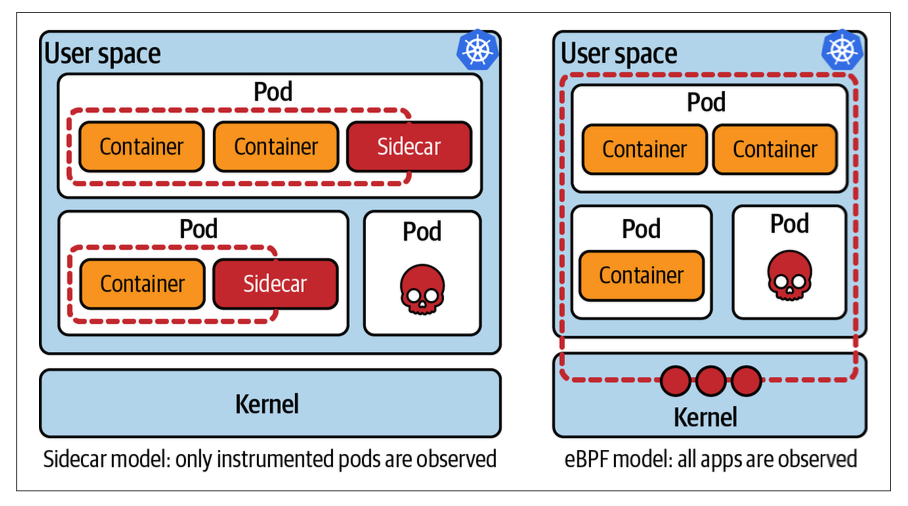 User space
Pod
Container
Container
Sidecar
Pod
Container
Sidecar
Pod
Kernel
Sidecar model: only instrumented pods are observed
User space
Pod
Container
Container
Pod
Container
Pod
Kernel
eBPF model: all apps are observed